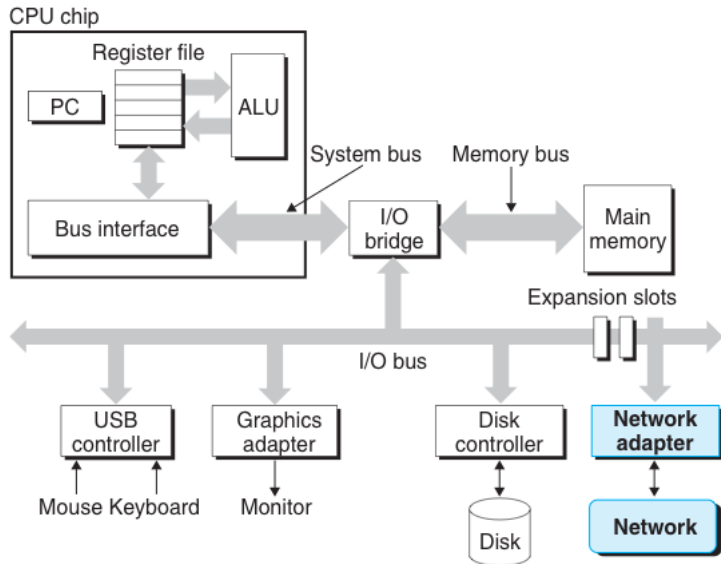 CPU chip
Register file
PC
ALU
System bus
Memory bus
Bus interface
I/O
bridge
Main
memory
Expansion slots
I/O bus
USB
controller
Graphics
adapter
Disk
controller
Network
adapter
Mouse Keyboard
Monitor
Disk
Network